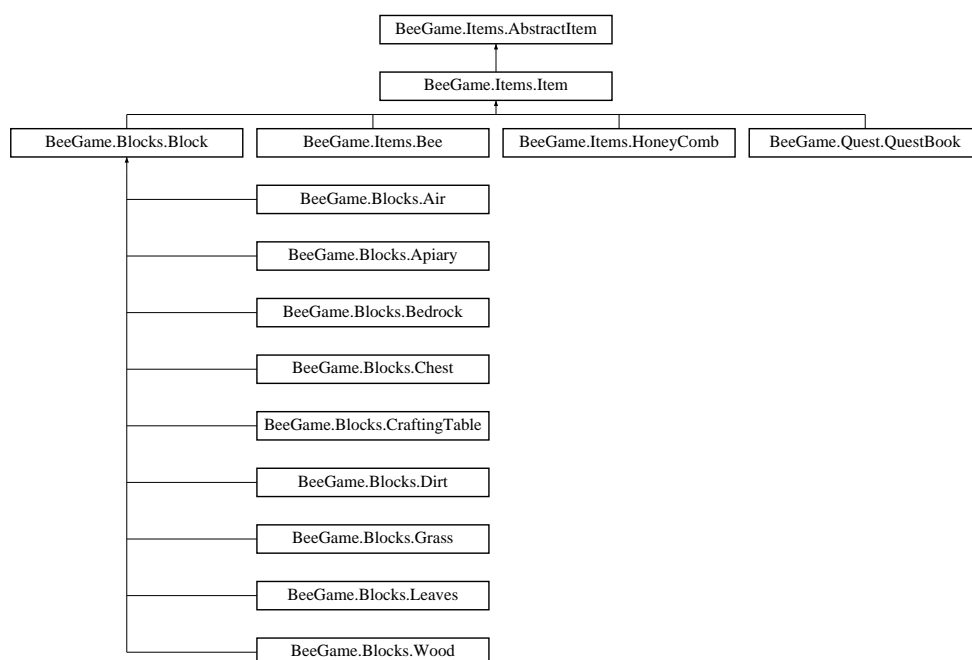 BeeGame.Items.AbstractItem
BeeGame.Items.Item
BeeGame.Blocks.Block
BeeGame.Items.Bee
BeeGame.Items.HoneyComb
BeeGame.Quest.QuestBook
BeeGame.Blocks.Air
BeeGame.Blocks.Apiary
BeeGame.Blocks.Bedrock
BeeGame.Blocks.Chest
BeeGame.Blocks.CraftingTable
BeeGame.Blocks.Dirt
BeeGame.Blocks.Grass
BeeGame.Blocks.Leaves
BeeGame.Blocks.Wood